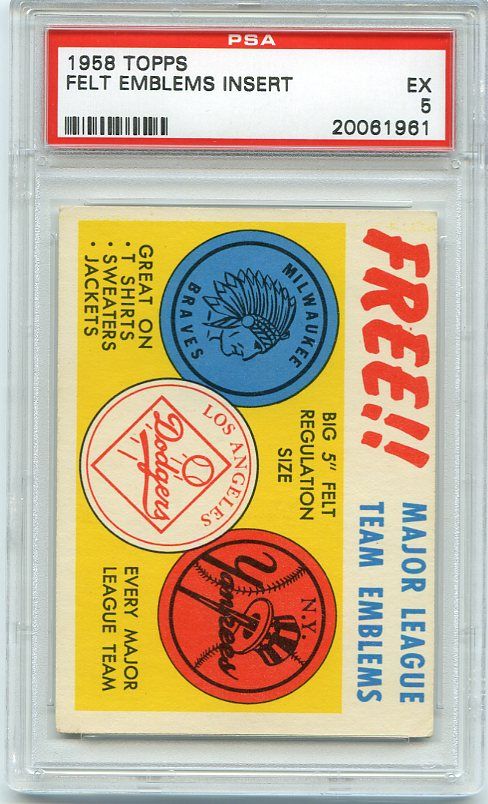 PSA
1958 TOPPS
FELT EMBLEMS INSERT
EX
5
20061961
FREE!!
MAJOR LEAGUE
TEAM EMBLEMS
MILWAUKEE
BRAVES
BIG 5" FELT
REGULATION
SIZE
N.Y.
Yankees
GREAT ON
· T SHIRTS
· SWEATERS
· JACKETS
LOS ANGELES
Dodgers
EVERY MAJOR
LEAGUE TEAM